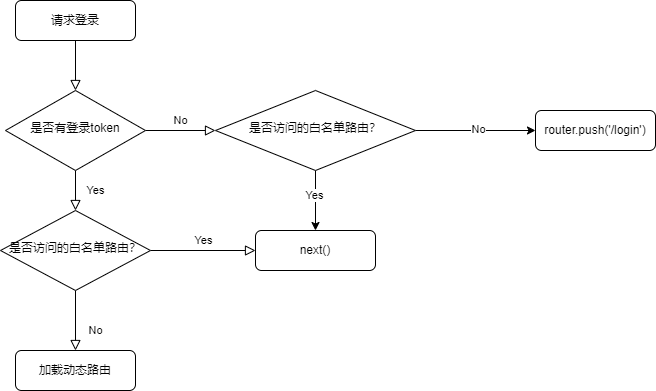 请求登录
是否有登录token
No
是否访问的白名单路由?
No
router.push('/login')
Yes
Yes
是否访问的白名单路由?
Yes
next()
No
加载动态路由